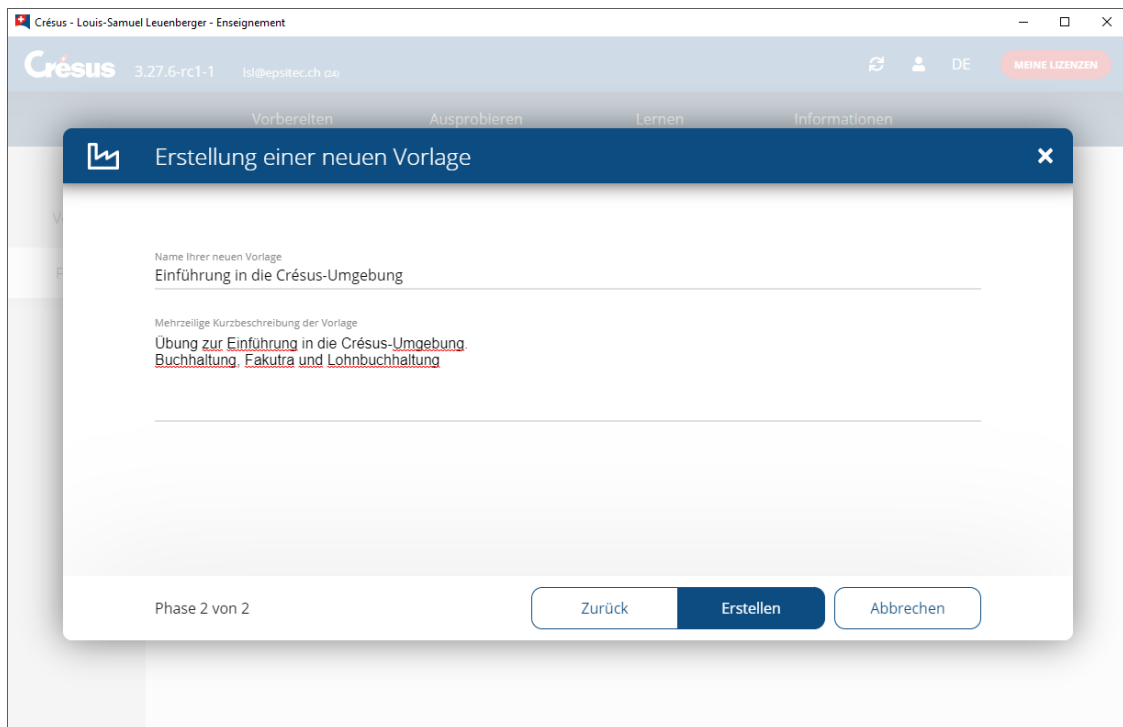 Crésus - Louis-Samuel Leuenberger - Enseignement
Crésus 3.27.6-rc1-1 lsl@epsitec.ch DE MEINE LIZENZEN
Vorbereiten Ausprobieren Lernen Informationen
Erstellung einer neuen Vorlage
Name Ihrer neuen Vorlage
Einführung in die Crésus-Umgebung
Mehrzeilige Kurzbeschreibung der Vorlage
Übung zur Einführung in die Crésus-Umgebung.
Buchhaltung, Fakutra und Lohnbuchhaltung
Phase 2 von 2 Zurück Erstellen Abbrechen